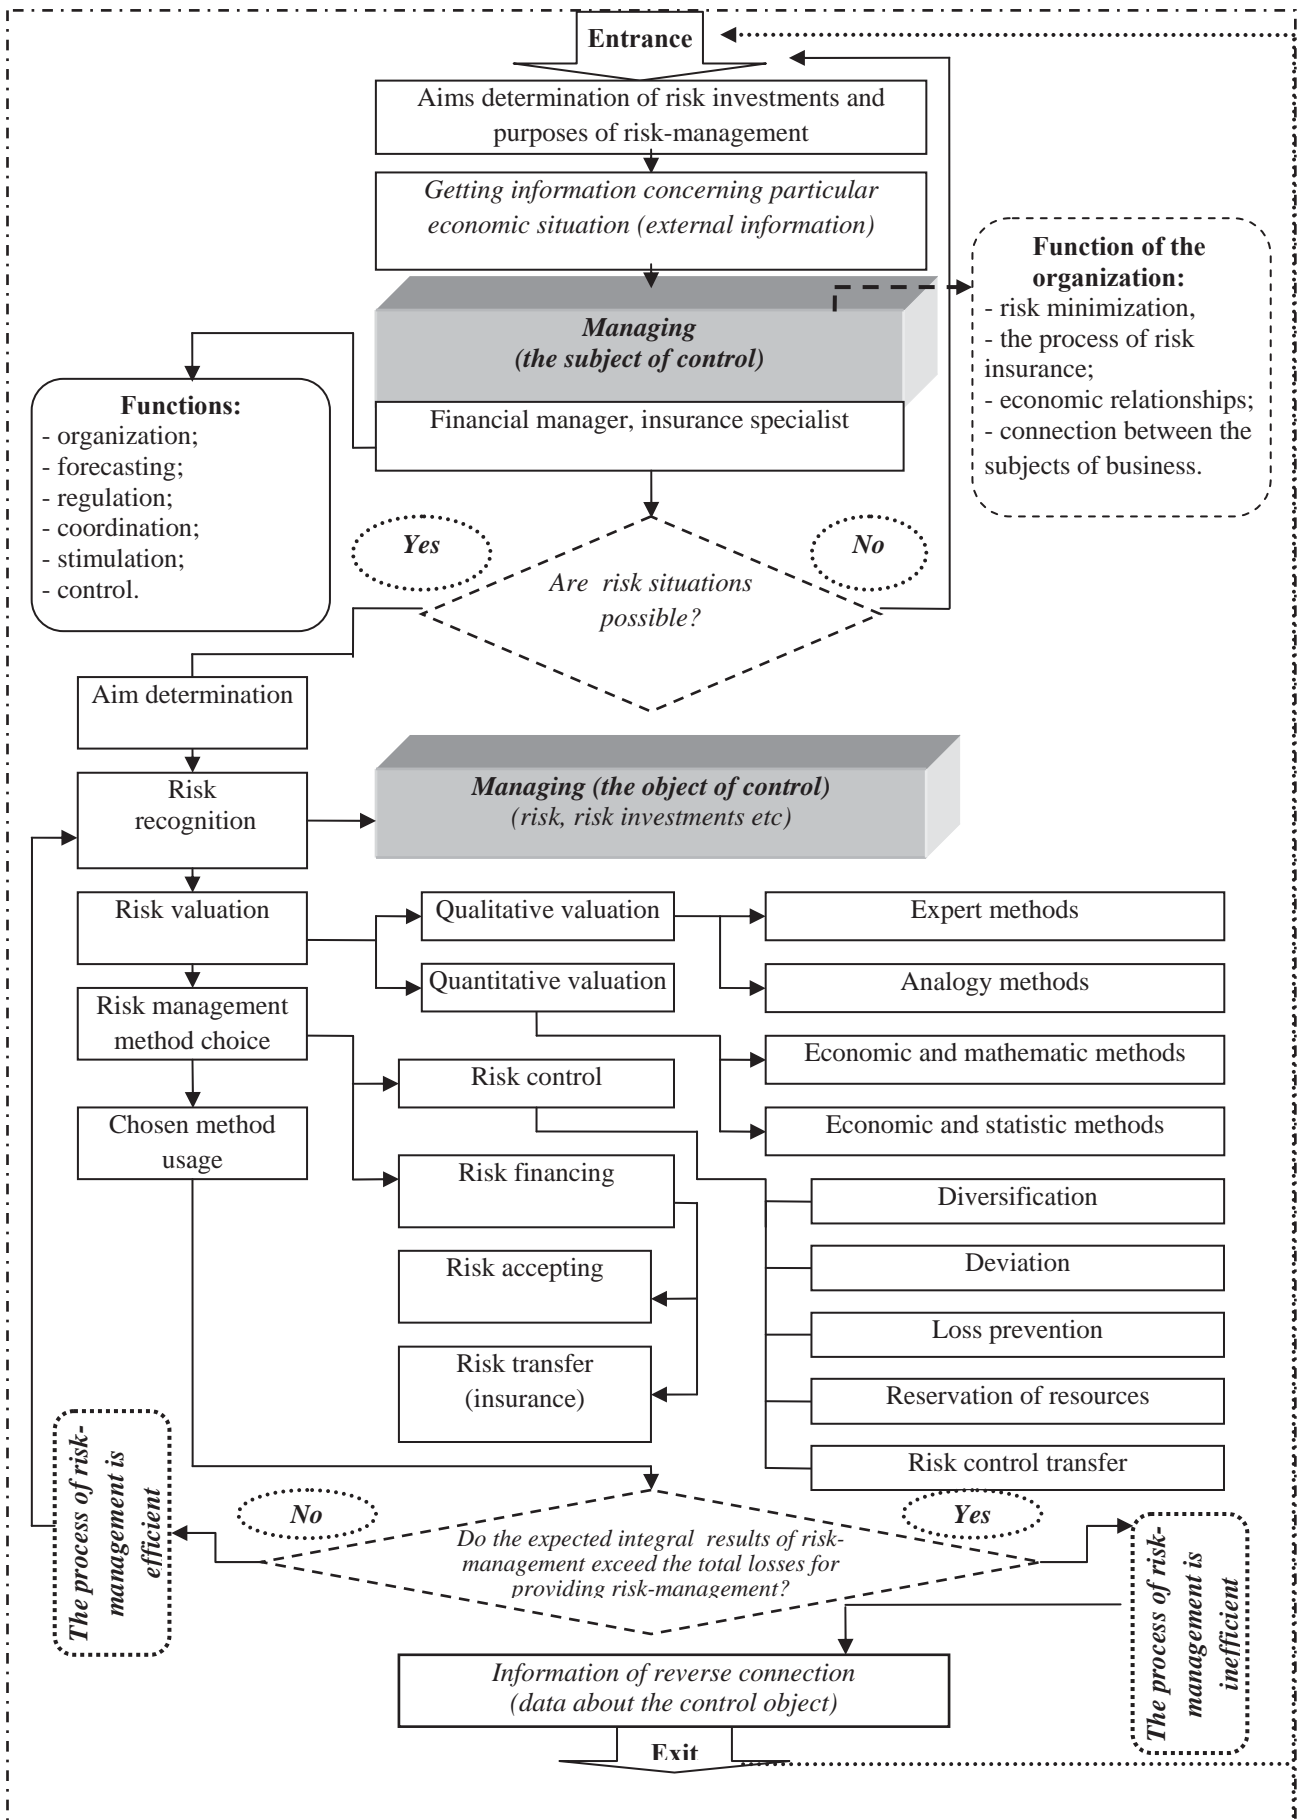 Entrance
Aims determination of risk investments and
purposes of risk-management
Getting information concerning particular
economic situation (external information)
Function of the
organization:
- risk minimization,
- the process of risk
insurance;
- economic relationships;
- connection between the
subjects of business.
Managing
(the subject of control)
Financial manager, insurance specialist
Functions:
- organization;
- forecasting;
- regulation;
- coordination;
- stimulation;
- control.
Yes
No
Are risk situations
possible?
Aim determination
Risk
recognition
Managing (the object of control)
(risk, risk investments etc)
Risk valuation
Qualitative valuation
Expert methods
Quantitative valuation
Analogy methods
Risk management
method choice
Economic and mathematic methods
Risk control
Chosen method
usage
Economic and statistic methods
Risk financing
Diversification
Risk accepting
Deviation
Loss prevention
Risk transfer
(insurance)
Reservation of resources
Risk control transfer
The process of risk-
management is
efficient
No
Yes
Do the expected integral results of risk-
management exceed the total losses for
providing risk-management?
The process of risk-
management is
inefficient
Information of reverse connection
(data about the control object)
Exit